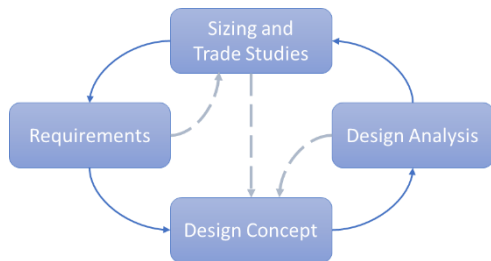 Sizing and
Trade Studies
Requirements
Design Analysis
Design Concept